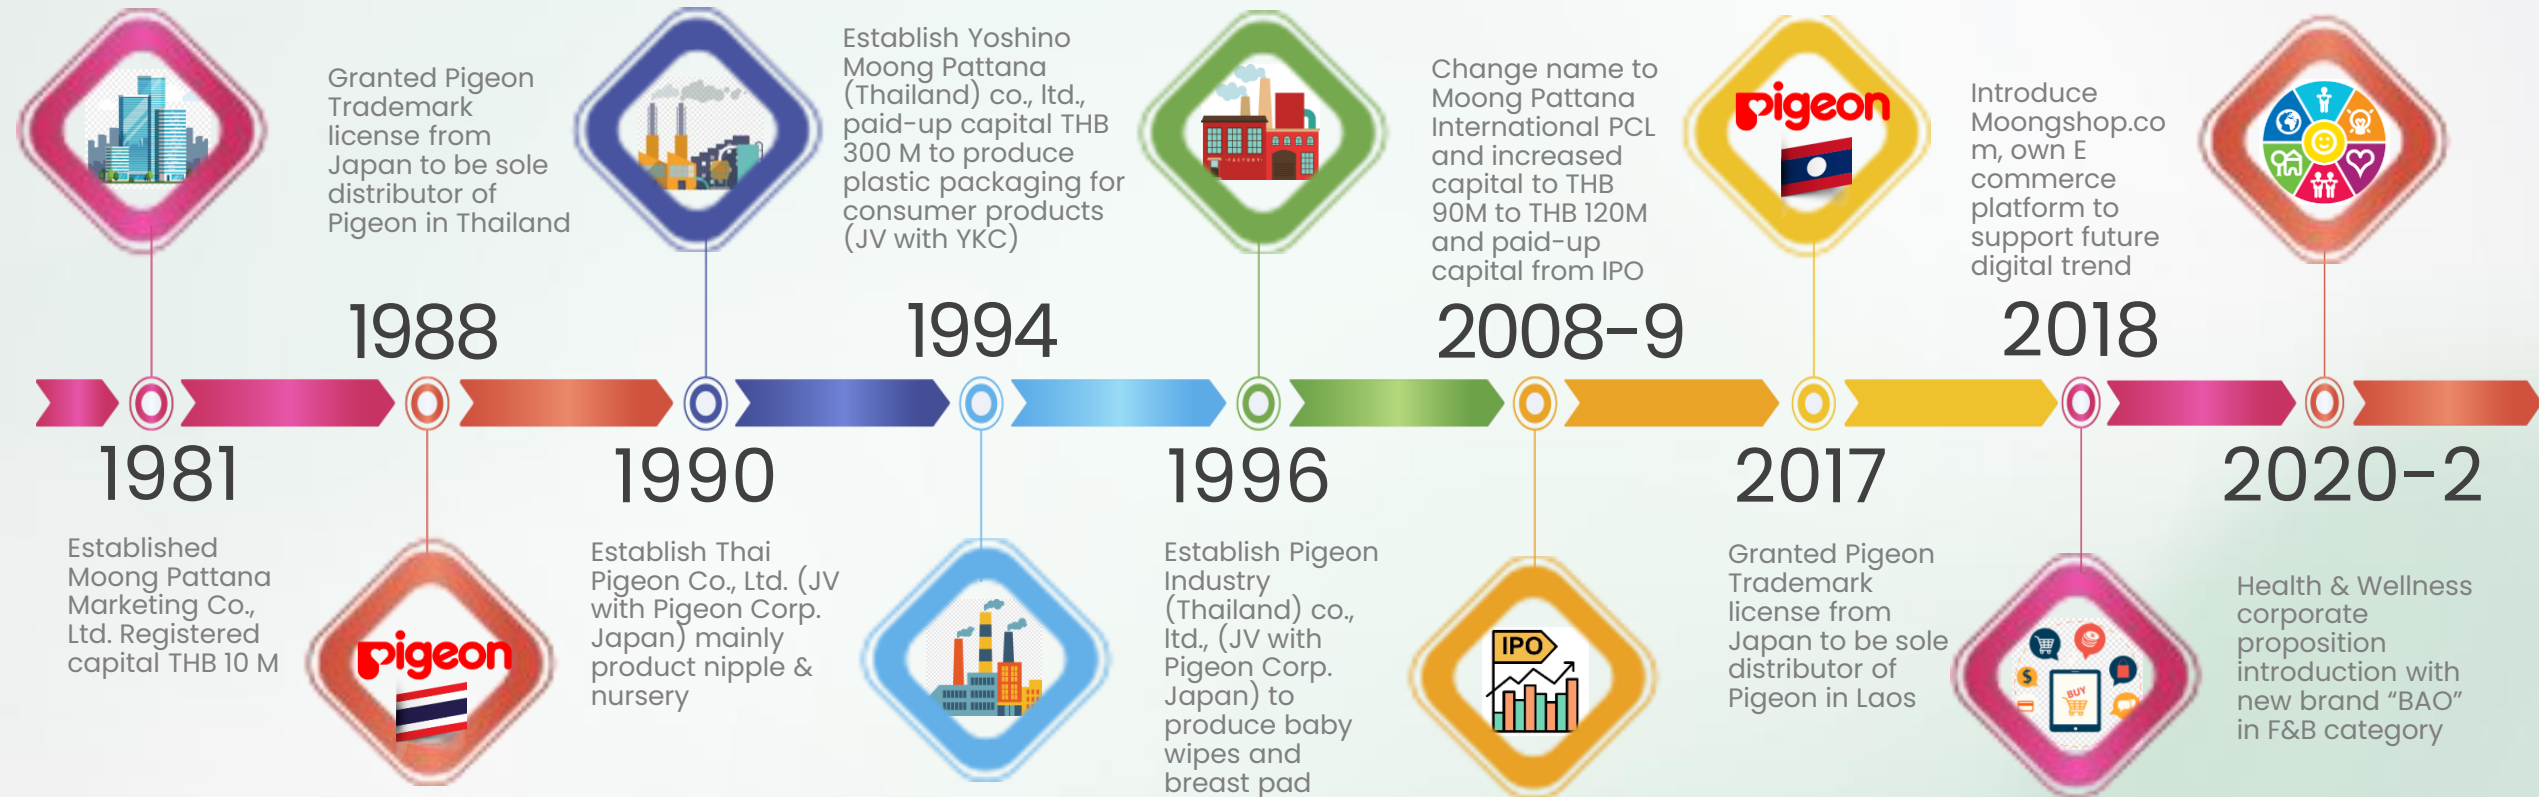 Granted Pigeon
Trademark
license from
Japan to be sole
distributor of
Pigeon in Thailand
Establish Yoshino
Moong Pattana
(Thailand) co., ltd.,
paid-up capital THB
300 M to produce
plastic packaging for
consumer products
(JV with YKC)
FACTORY
Change name to
Moong Pattana
International PCL
and increased
capital to THB
90M to THB 120M
and paid-up
capital from IPO
pigeon
Introduce
Moongshop.co
m, own E
commerce
platform to
support future
digital trend
1988
1994
2008-9
2018
1981
1990
1996
2017
2020-2
Established
Moong Pattana
Marketing Co.,
Ltd. Registered
capital THB 10 M
pigeon
Establish Thai
Pigeon Co., Ltd. (JV
with Pigeon Corp.
Japan) mainly
product nipple &
nursery
Establish Pigeon
Industry
(Thailand) co.,
ltd., (JV with
Pigeon Corp.
Japan) to
produce baby
wipes and
breast pad
IPO
Granted Pigeon
Trademark
license from
Japan to be sole
distributor of
Pigeon in Laos
$
BUY
Health & Wellness
corporate
proposition
introduction with
new brand “BAO”
in F&B category